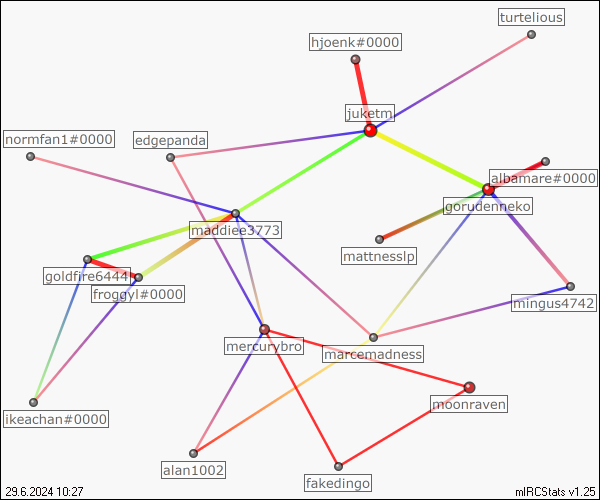 turtelious
hjoenk#0000
juketm
normfan1#0000
edgepanda
albamare#0000
gorudenneko
maddiee3773
mattnesslp
goldfire6444
froggyl#0000
mingus4742
mercurybro
marcemadness
moonraven
ikeachan#0000
alan1002
fakedingo
29.6.2024 10:27
mIRCStats v1.25